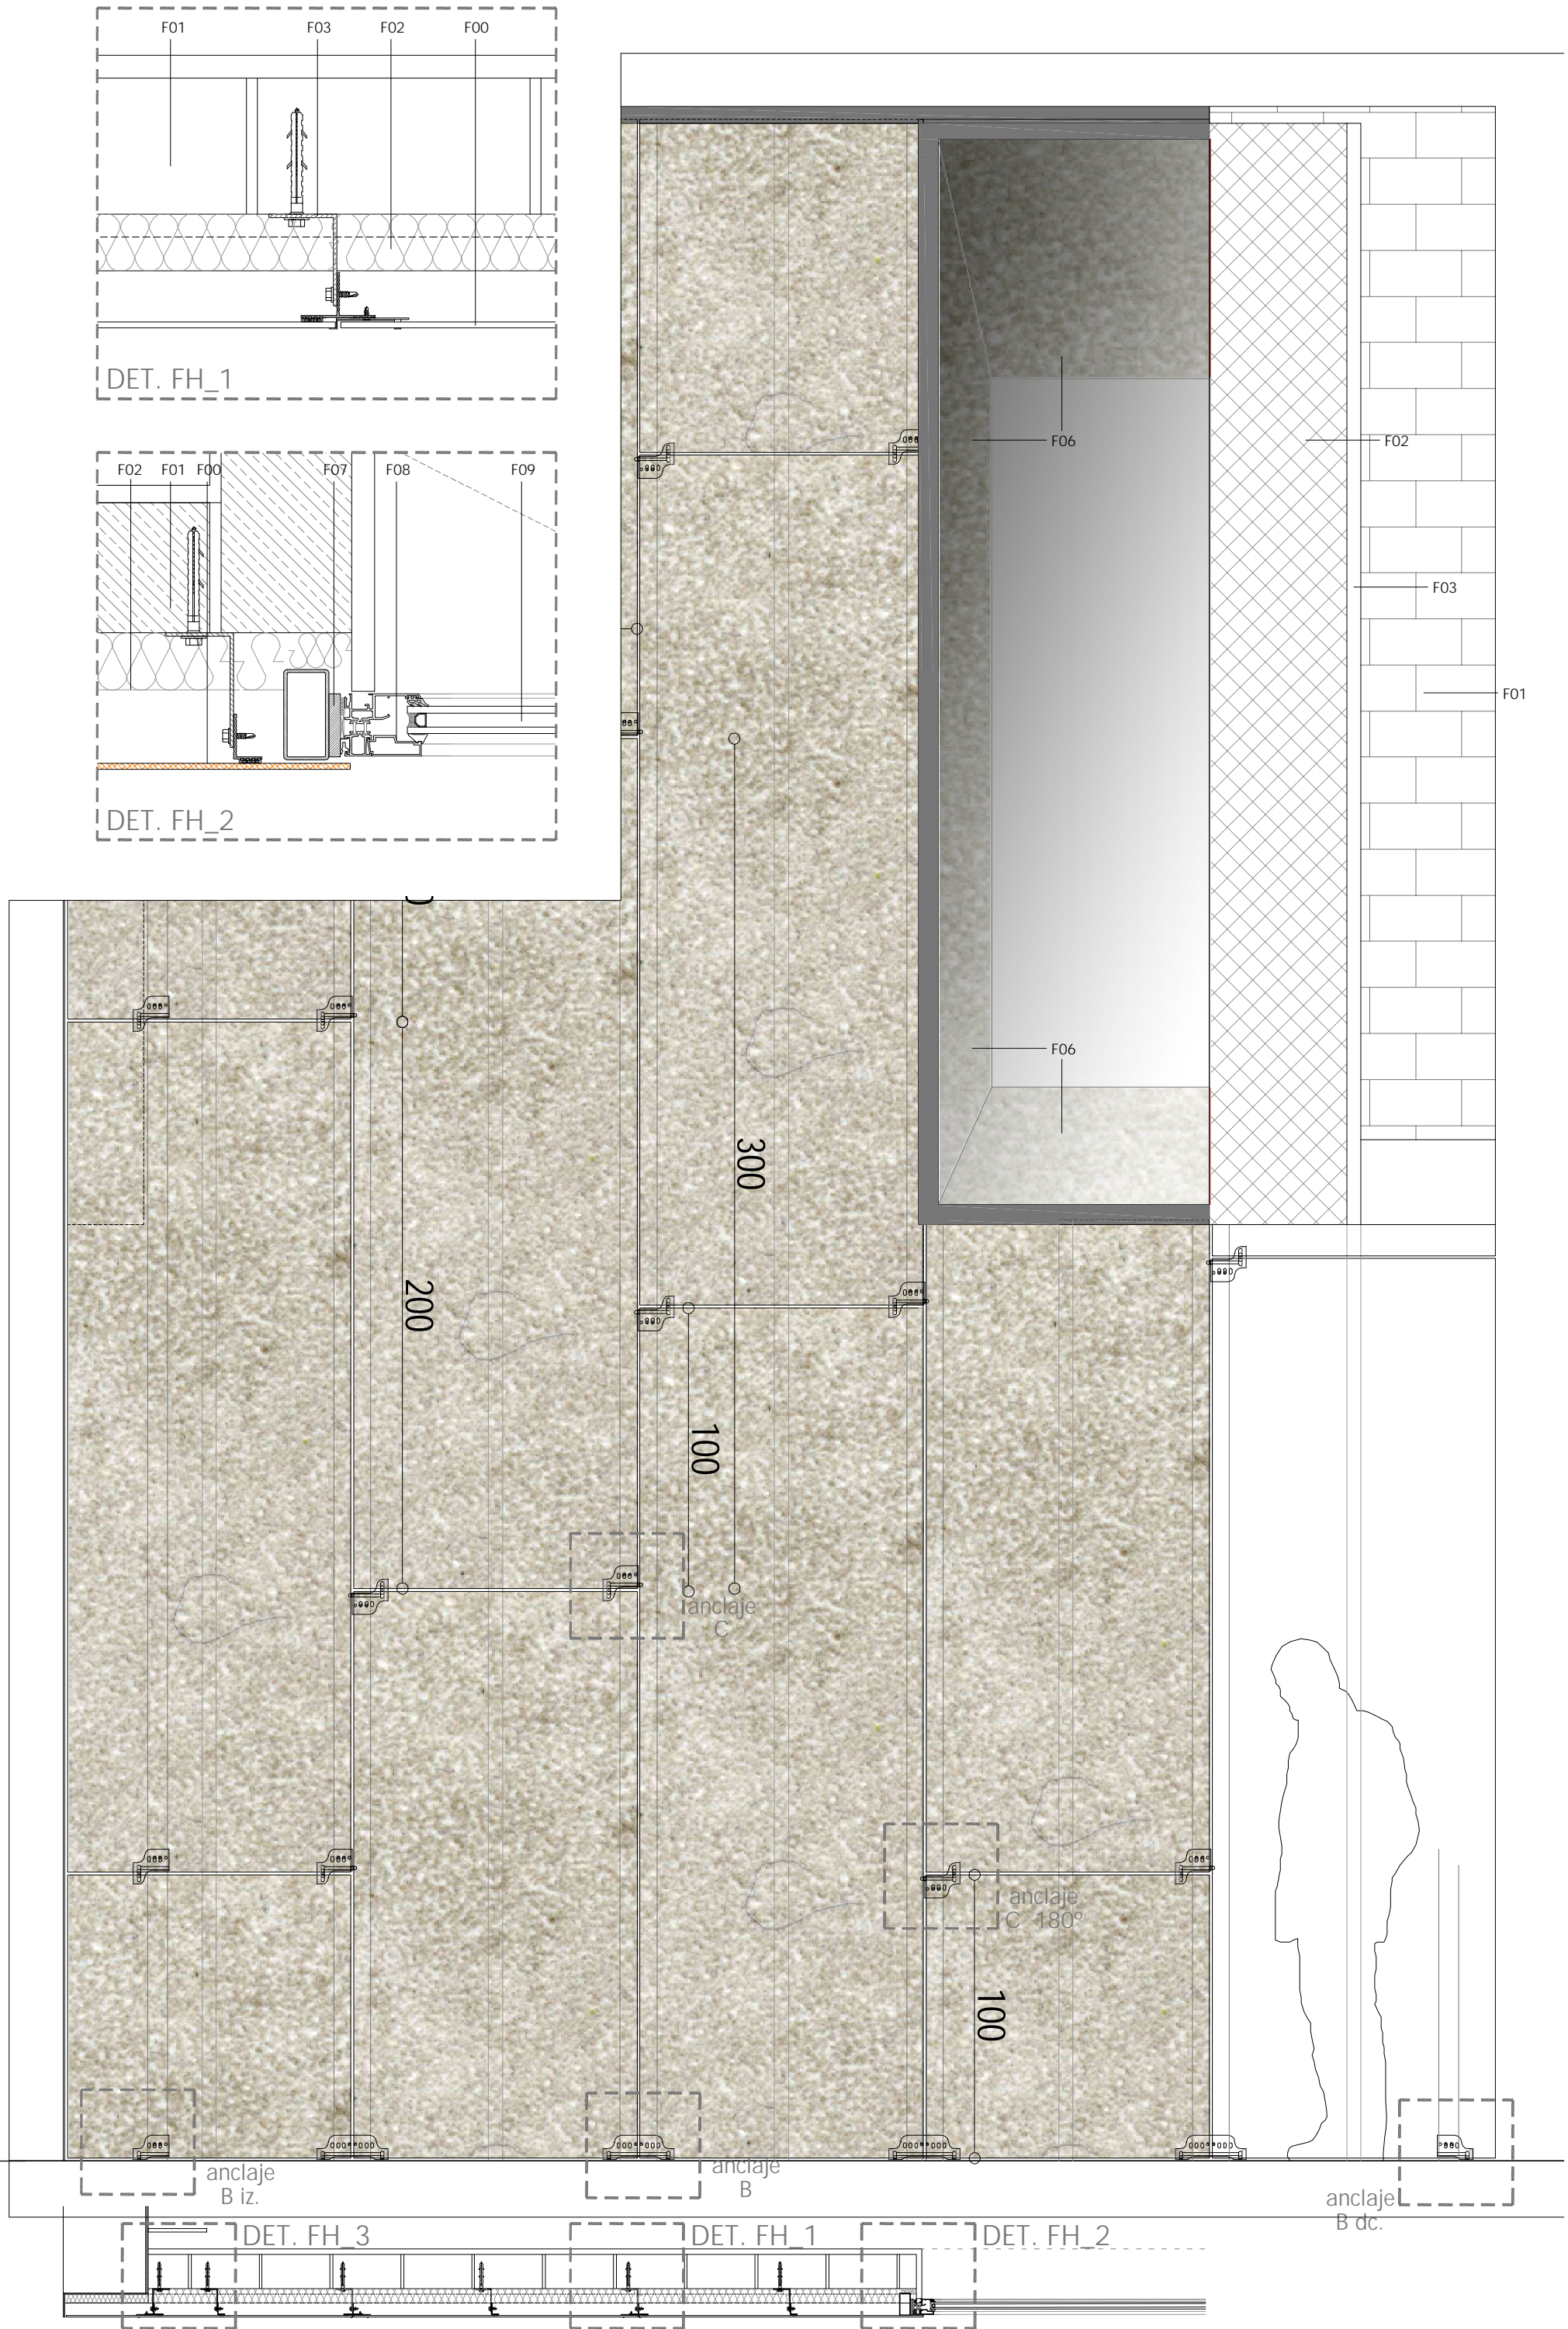 F01 F03 F02 F00
DET. FH_1
F02 F01 F00 F07 F08 F09
DET. FH_2
F06
F02
F03
F01
F06
300
200
100
anclaje
C
anclaje
C 180º
100
anclaje
B iz.
anclaje
B
anclaje
B dc.
DET. FH_3
DET. FH_1
DET. FH_2